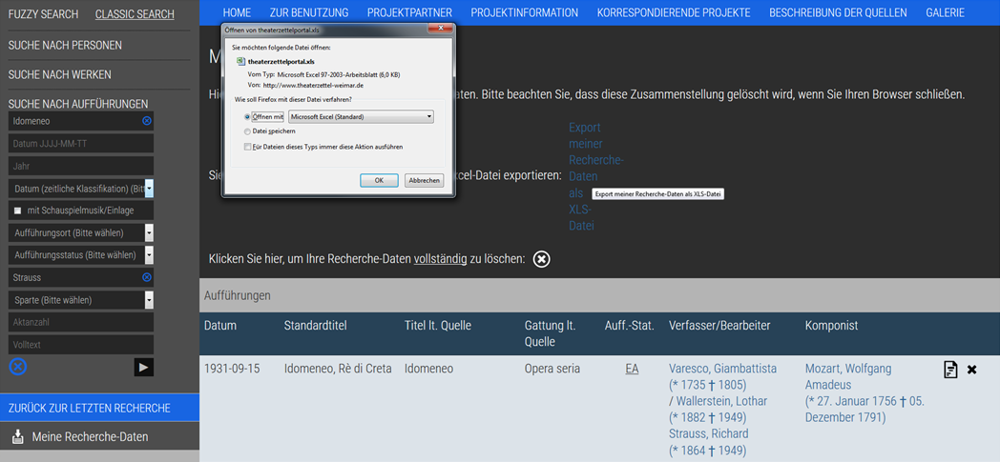 FUZZY SEARCH CLASSIC SEARCH
SUCHE NACH PERSONEN
SUCHE NACH WERKEN
SUCHE NACH AUFFÜHRUNGEN
Idomeneo
Datum JJJJ-MM-TT
Jahr
Datum (zeitliche Klassifikation) (Bitt
mit Schauspielmusik/Einlage
Aufführungsort (Bitte wählen)
Aufführungsstatus (Bitte wählen)
Strauss
Sparte (Bitte wählen)
Aktanzahl
Volltext
ZURÜCK ZUR LETZTEN RECHERCHE
Meine Recherche-Daten
HOME ZUR BENUTZUNG PROJEKTPARTNER PROJEKTINFORMATION KORRESPONDIERENDE PROJEKTE BESCHREIBUNG DER QUELLEN GALERIE
Öffnen von theaterzettelportal.xls
Sie möchten folgende Datei öffnen:
theaterzettelportal.xls
Vom Typ: Microsoft Excel 97-2003-Arbeitsblatt (6,0 KB)
Von: http://www.theaterzettel-weimar.de
Wie soll Firefox mit dieser Datei verfahren?
Öffnen mit Microsoft Excel (Standard)
Datei speichern
Für Dateien dieses Typs immer diese Aktion ausführen
OK Abbrechen
M
Hi aten. Bitte beachten Sie, dass diese Zusammenstellung gelöscht wird, wenn Sie Ihren Browser schließen.
Sie xcel-Datei exportieren:
Export
meiner
Recherche-
Daten
als
XLS-
Datei
Export meiner Recherche-Daten als XLS-Datei
Klicken Sie hier, um Ihre Recherche-Daten vollständig zu löschen:
Aufführungen
Datum Standardtitel Titel lt. Quelle Gattung lt. Quelle Auff.-Stat. Verfasser/Bearbeiter Komponist
1931-09-15 Idomeneo, Rè di Creta Idomeneo Opera seria EA Varesco, Giambattista Mozart, Wolfgang
(* 1735 † 1805) Amadeus
/ Wallerstein, Lothar (* 27. Januar 1756 † 05.
(* 1882 † 1949) Dezember 1791)
Strauss, Richard
(* 1864 † 1949)